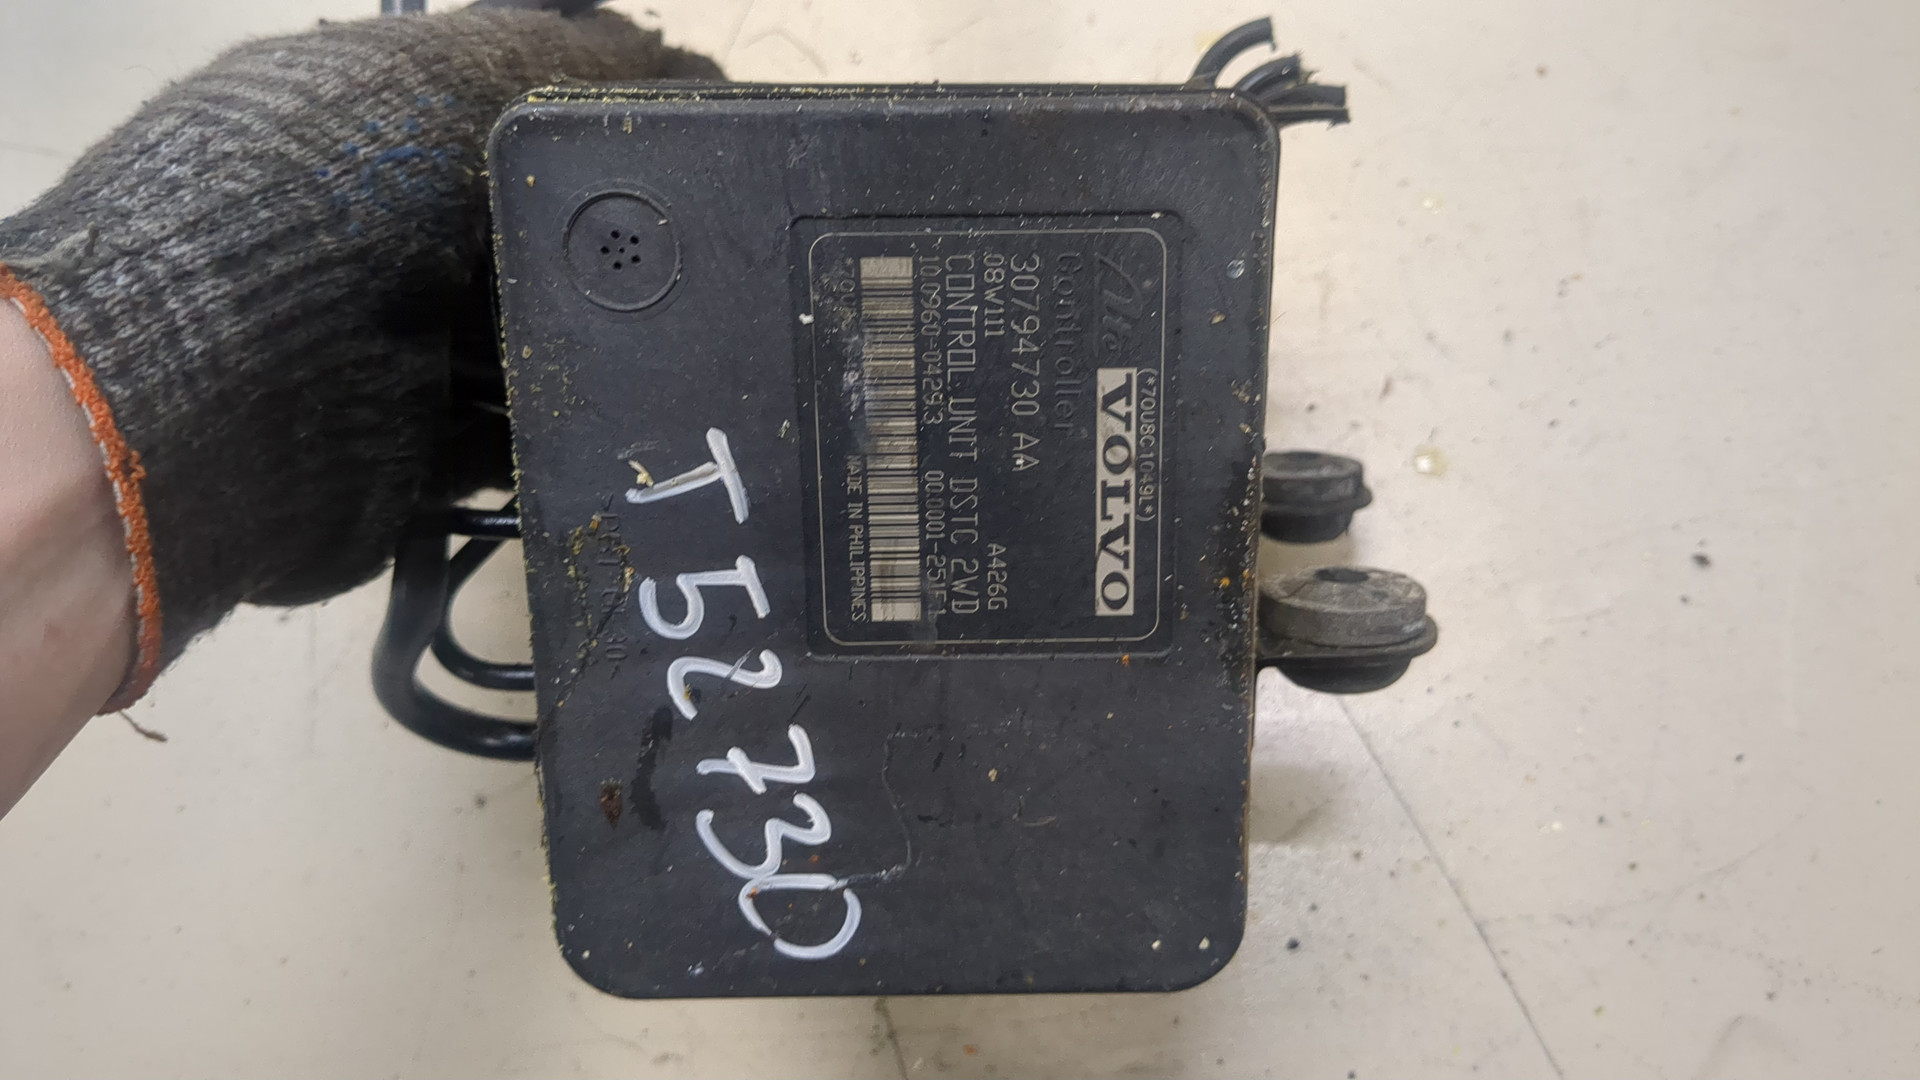 (*70U8C1049L*)
Ate VOLVO
Controller
30794730 AA
08W111 A426G
CONTROL UNIT DSTC 2WD
10.0960-0429.3 00.0001-251F.1
MADE IN PHILIPPINES
T52730